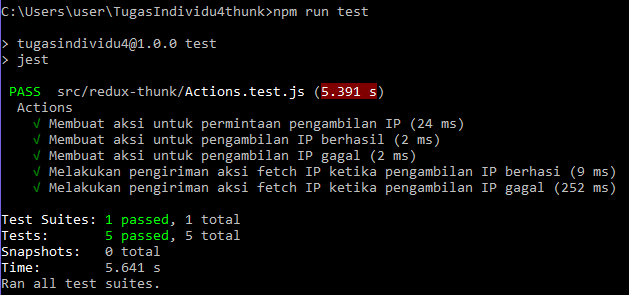 C:\Users\user\TugasIndividu4thunk>npm run test
> tugasindividu4@1.0.0 test
> jest
PASS src/redux-thunk/Actions.test.js (5.391 s)
Actions
√ Membuat aksi untuk permintaan pengambilan IP (24 ms)
√ Membuat aksi untuk pengambilan IP berhasil (2 ms)
√ Membuat aksi untuk pengambilan IP gagal (2 ms)
√ Melakukan pengiriman aksi fetch IP ketika pengambilan IP berhasi (9 ms)
√ Melakukan pengiriman aksi fetch IP ketika pengambilan IP gagal (252 ms)
Test Suites: 1 passed, 1 total
Tests: 5 passed, 5 total
Snapshots: 0 total
Time: 5.641 s
Ran all test suites.